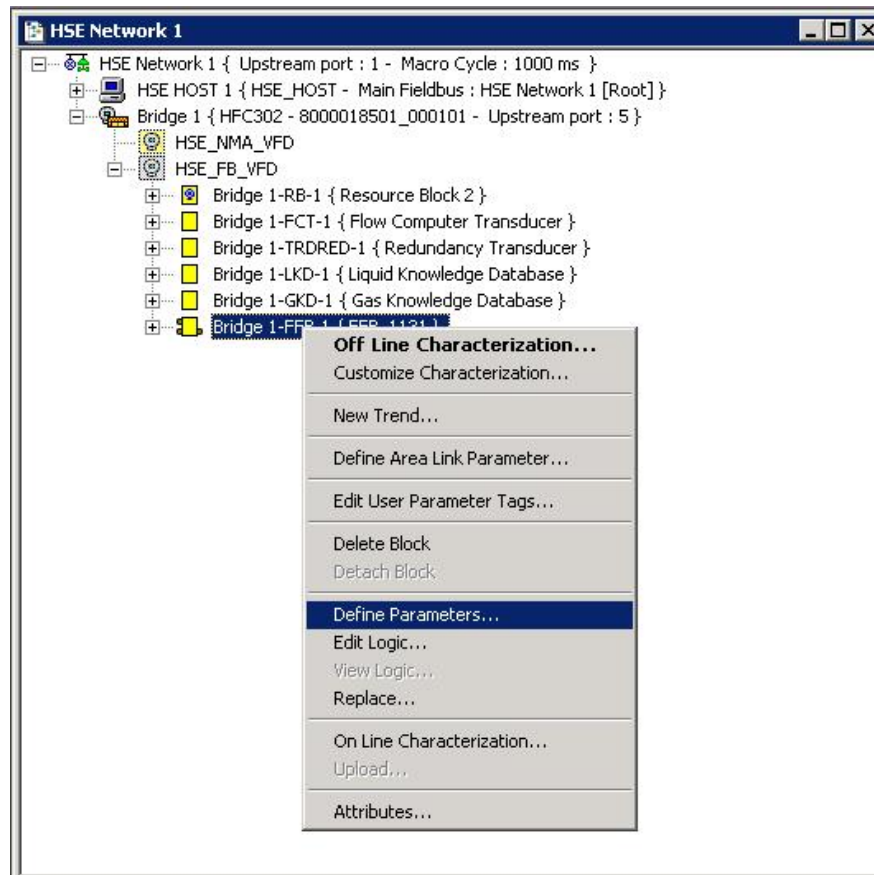 HSE Network 1
HSE Network 1 { Upstream port : 1 - Macro Cycle : 1000 ms }
HSE HOST 1 { HSE_HOST - Main Fieldbus : HSE Network 1 [Root] }
Bridge 1 { HFC302 - 8000018501_000101 - Upstream port : 5 }
HSE_NMA_VFD
HSE_FB_VFD
Bridge 1-RB-1 { Resource Block 2 }
Bridge 1-FCT-1 { Flow Computer Transducer }
Bridge 1-TRDRED-1 { Redundancy Transducer }
Bridge 1-LKD-1 { Liquid Knowledge Database }
Bridge 1-GKD-1 { Gas Knowledge Database }
Bridge 1-FFB-1 { FFB_1131 }
Off Line Characterization...
Customize Characterization...
New Trend...
Define Area Link Parameter...
Edit User Parameter Tags...
Delete Block
Detach Block
Define Parameters...
Edit Logic...
View Logic...
Replace...
On Line Characterization...
Upload...
Attributes...